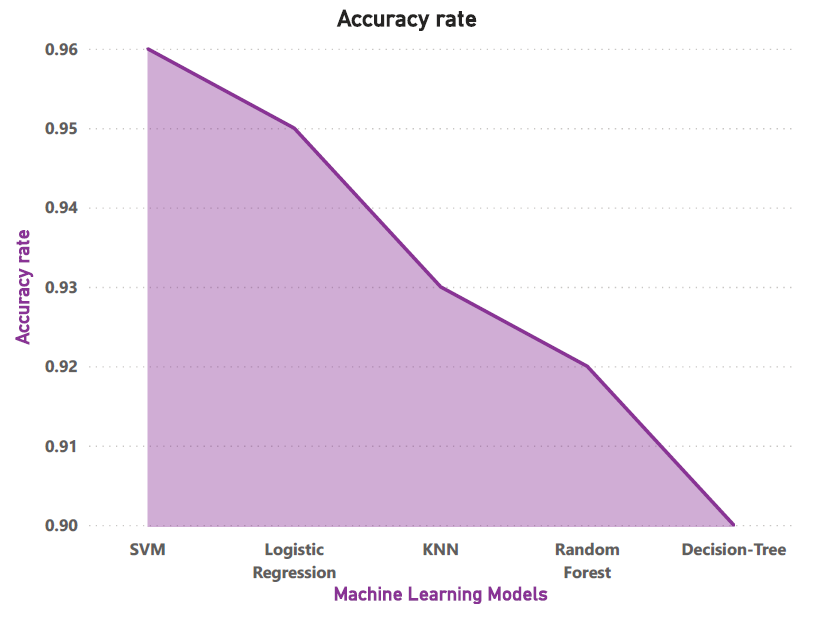 Accuracy rate
0.96
0.95
0.94
0.93
0.92
0.91
0.90
Accuracy rate
SVM
Logistic
Regression
KNN
Random
Forest
Decision-Tree
Machine Learning Models